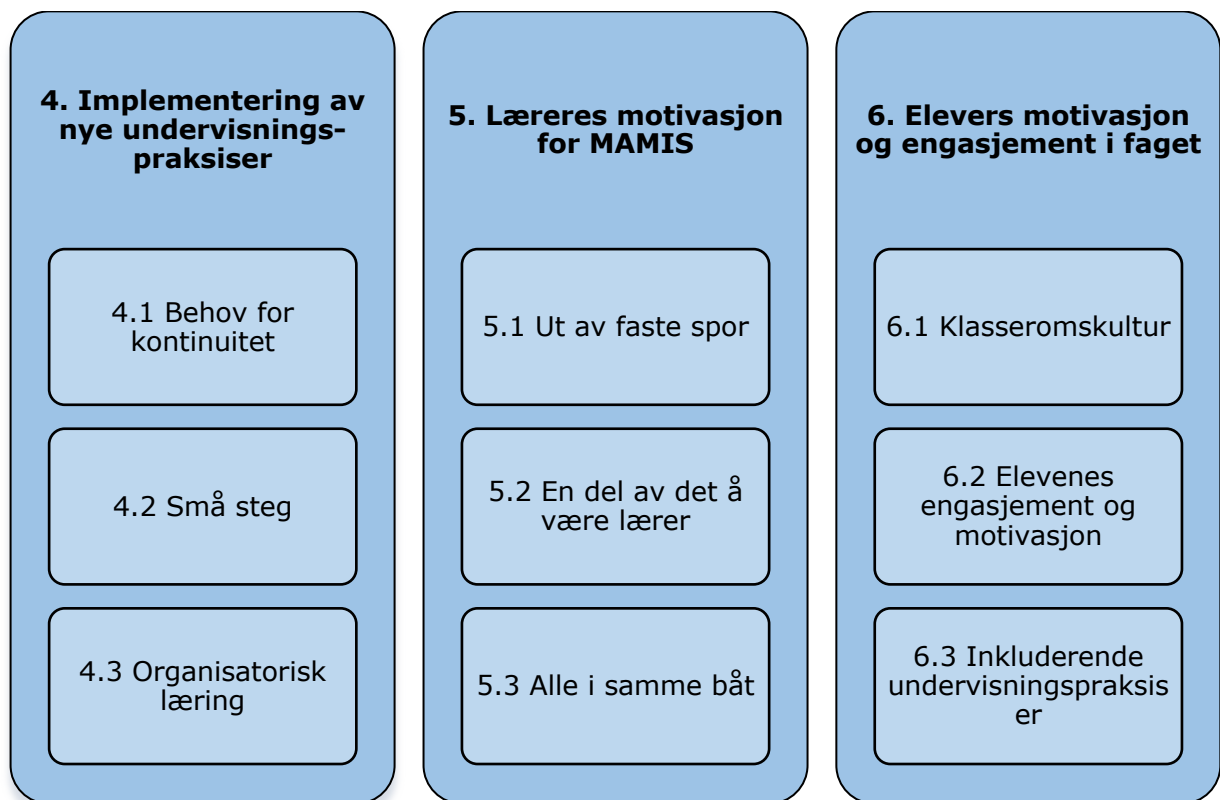 4. Implementering av
nye undervisnings-
praksiser
4.1 Behov for
kontinuitet
4.2 Små steg
4.3 Organisatorisk
læring
5. Læreres motivasjon
for MAMIS
5.1 Ut av faste spor
5.2 En del av det å
være lærer
5.3 Alle i samme båt
6. Elevers motivasjon
og engasjement i faget
6.1 Klasseromskultur
6.2 Elevenes
engasjement og
motivasjon
6.3 Inkluderende
undervisningspraksis
er